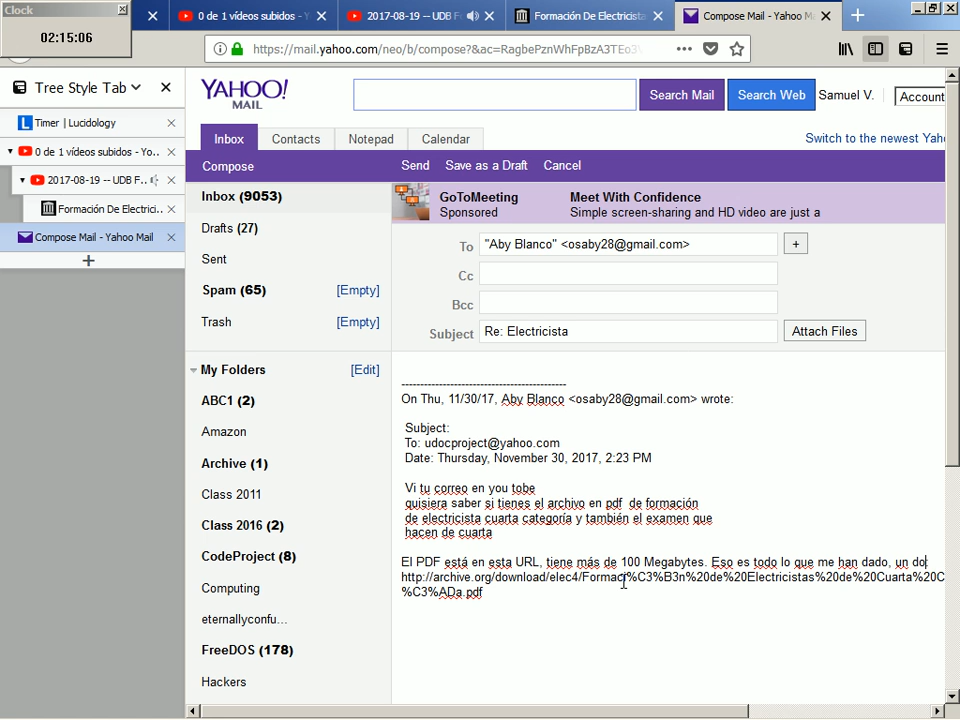 Clock
02:15:06
0 de 1 vídeos subidos -
2017-08-19 -- UDB F
Formación De Electricista
Compose Mail - Yahoo M
https://mail.yahoo.com/neo/b/compose?&ac=RagbePznWhFpBzA3TEo3V
Tree Style Tab
Timer | Lucidology
0 de 1 vídeos subidos - Yo...
2017-08-19 -- UDB F...
Formación De Electrici...
Compose Mail - Yahoo Mail
YAHOO!
MAIL
Search Mail
Search Web
Samuel V.
Account
Inbox
Contacts
Notepad
Calendar
Switch to the newest Yaho
Compose
Send
Save as a Draft
Cancel
Inbox (9053)
Drafts (27)
Sent
Spam (65)
[Empty]
Trash
[Empty]
My Folders
[Edit]
ABC1 (2)
Amazon
Archive (1)
Class 2011
Class 2016 (2)
CodeProject (8)
Computing
eternallyconfu...
FreeDOS (178)
Hackers
GoToMeeting
Sponsored
Meet With Confidence
Simple screen-sharing and HD video are just a
To
"Aby Blanco" <osaby28@gmail.com>
+
Cc
Bcc
Subject
Re: Electricista
Attach Files
--------------------------------------------
On Thu, 11/30/17, Aby Blanco <osaby28@gmail.com> wrote:
Subject:
To: udocproject@yahoo.com
Date: Thursday, November 30, 2017, 2:23 PM
Vi tu correo en you tobe
quisiera saber si tienes el archivo en pdf de formación
de electricista cuarta categoría y también el examen que
hacen de cuarta
El PDF está en esta URL, tiene más de 100 Megabytes. Eso es todo lo que me han dado, un do
http://archive.org/download/elec4/Formaci%C3%B3n%20de%20Electricistas%20de%20Cuarta%20C
%C3%ADa.pdf